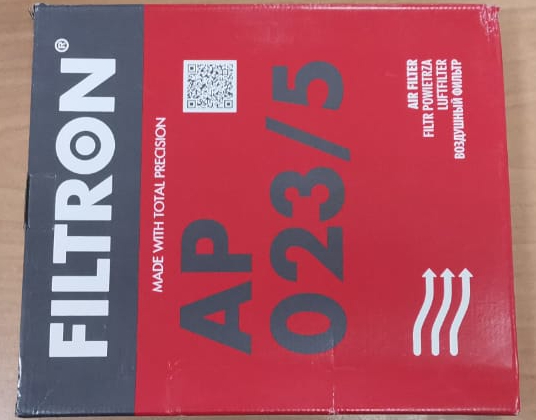 FILTRON®
MADE WITH TOTAL PRECISION
AP
023/5
AIR FILTER
FILTR POWIETRZA
LUFTFILTER
ВОЗДУШНЫЙ ФИЛЬТР